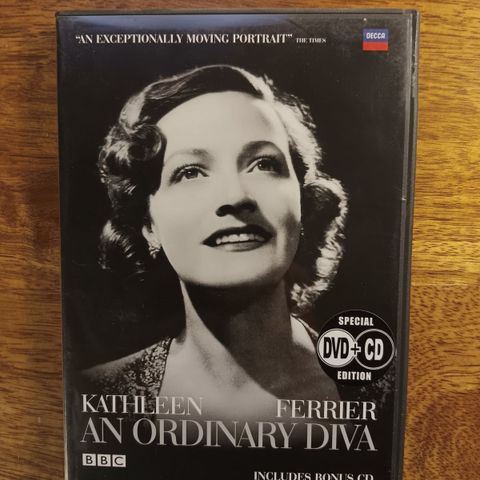 "AN EXCEPTIONALLY MOVING PORTRAIT" THE TIMES
DECCA
SPECIAL
DVD+CD
EDITION
KATHLEEN FERRIER
AN ORDINARY DIVA
BBC
INCLUDES BONUS CD